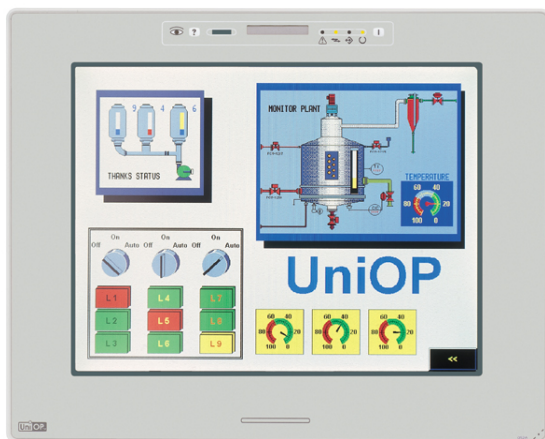 ?
I
9 4 6
THANKS STATUS
MONITOR PLANT
TEMPERATURE
60 40
80 20
100 0
On On On
Off Auto Off Auto Off Auto
L1 L4 L7
L2 L5 L8
L3 L6 L9
UniOP
60 40 60 40 60 40
80 20 80 20 80 20
100 0 100 0 100 0
<<
UniOP